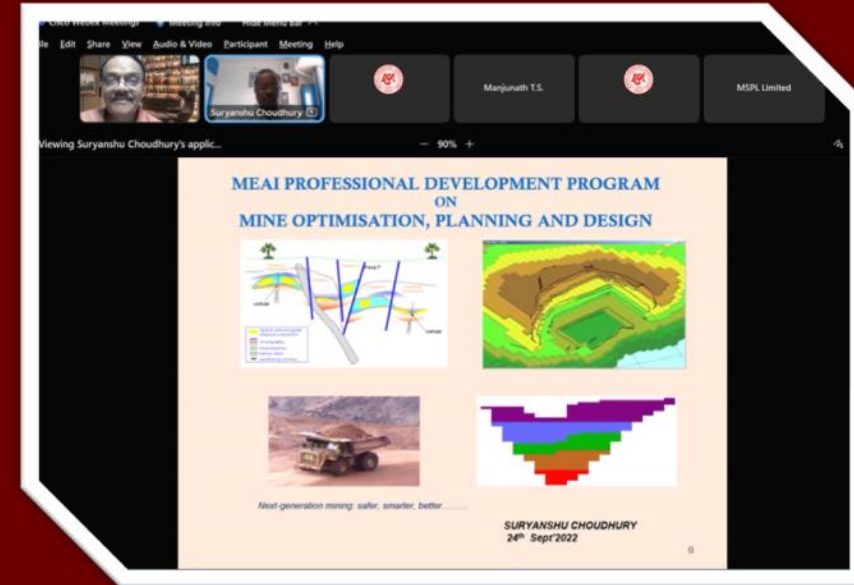 Cisco Webex Meetings Meeting Info Hide Menu Bar
Edit Share View Audio & Video Participant Meeting Help
Suryanshu Choudhury
Manjunath T.S.
MSPL Limited
Viewing Suryanshu Choudhury's applic...
− 90% +
MEAI PROFESSIONAL DEVELOPMENT PROGRAM
ON
MINE OPTIMISATION, PLANNING AND DESIGN
Next-generation mining: safer, smarter, better..........
SURYANSHU CHOUDHURY
24th Sept'2022
0